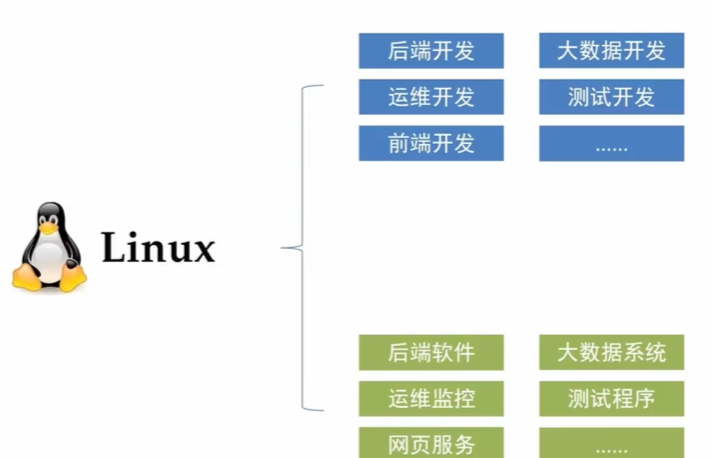 后端开发 大数据开发
运维开发 测试开发
前端开发 ......
Linux
后端软件 大数据系统
运维监控 测试程序
网页服务 ......